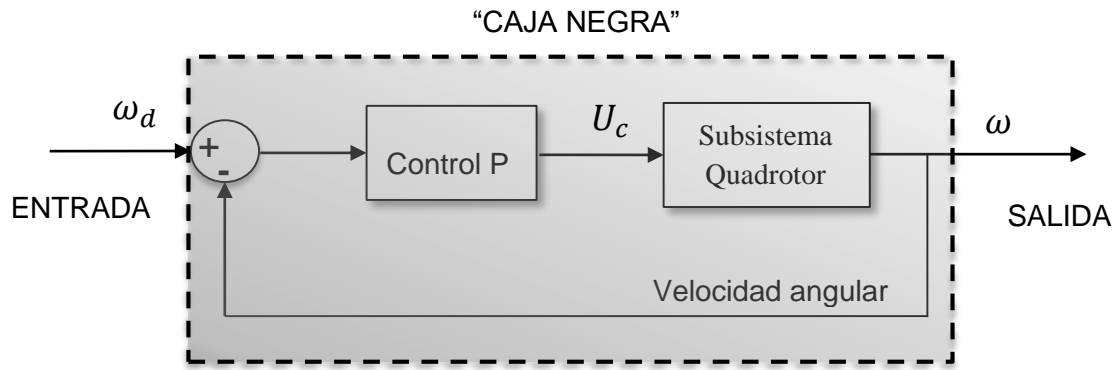 “CAJA NEGRA”
ω_d
+
-
ENTRADA
Control P
U_c
Subsistema
Quadrotor
ω
SALIDA
Velocidad angular